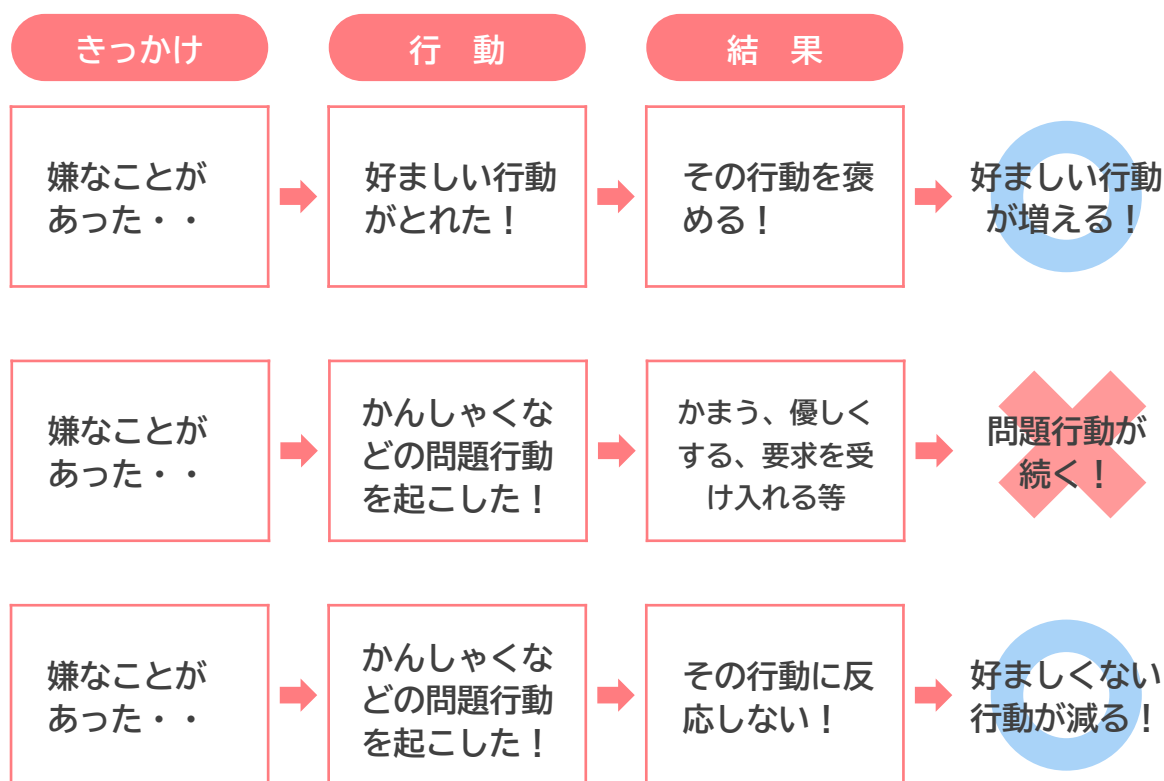 きっかけ
行　動
結　果
嫌なことが
あった・・
好ましい行動
がとれた！
その行動を褒
める！
好ましい行動
が増える！
嫌なことが
あった・・
かんしゃくな
どの問題行動
を起こした！
かまう、優しく
する、要求を受
け入れる等
問題行動が
続く！
嫌なことが
あった・・
かんしゃくな
どの問題行動
を起こした！
その行動に反
応しない！
好ましくない
行動が減る！